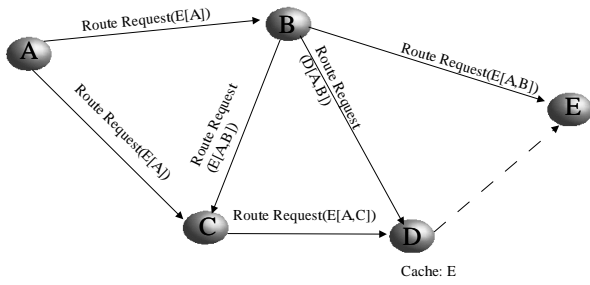 Route Request(E[A])
A
B
Route Request(E[A,B])
E
Route Request(E[A])
Route Request
(E[A,B])
Route Request
(D[A,B])
C
Route Request(E[A,C])
D
Cache: E